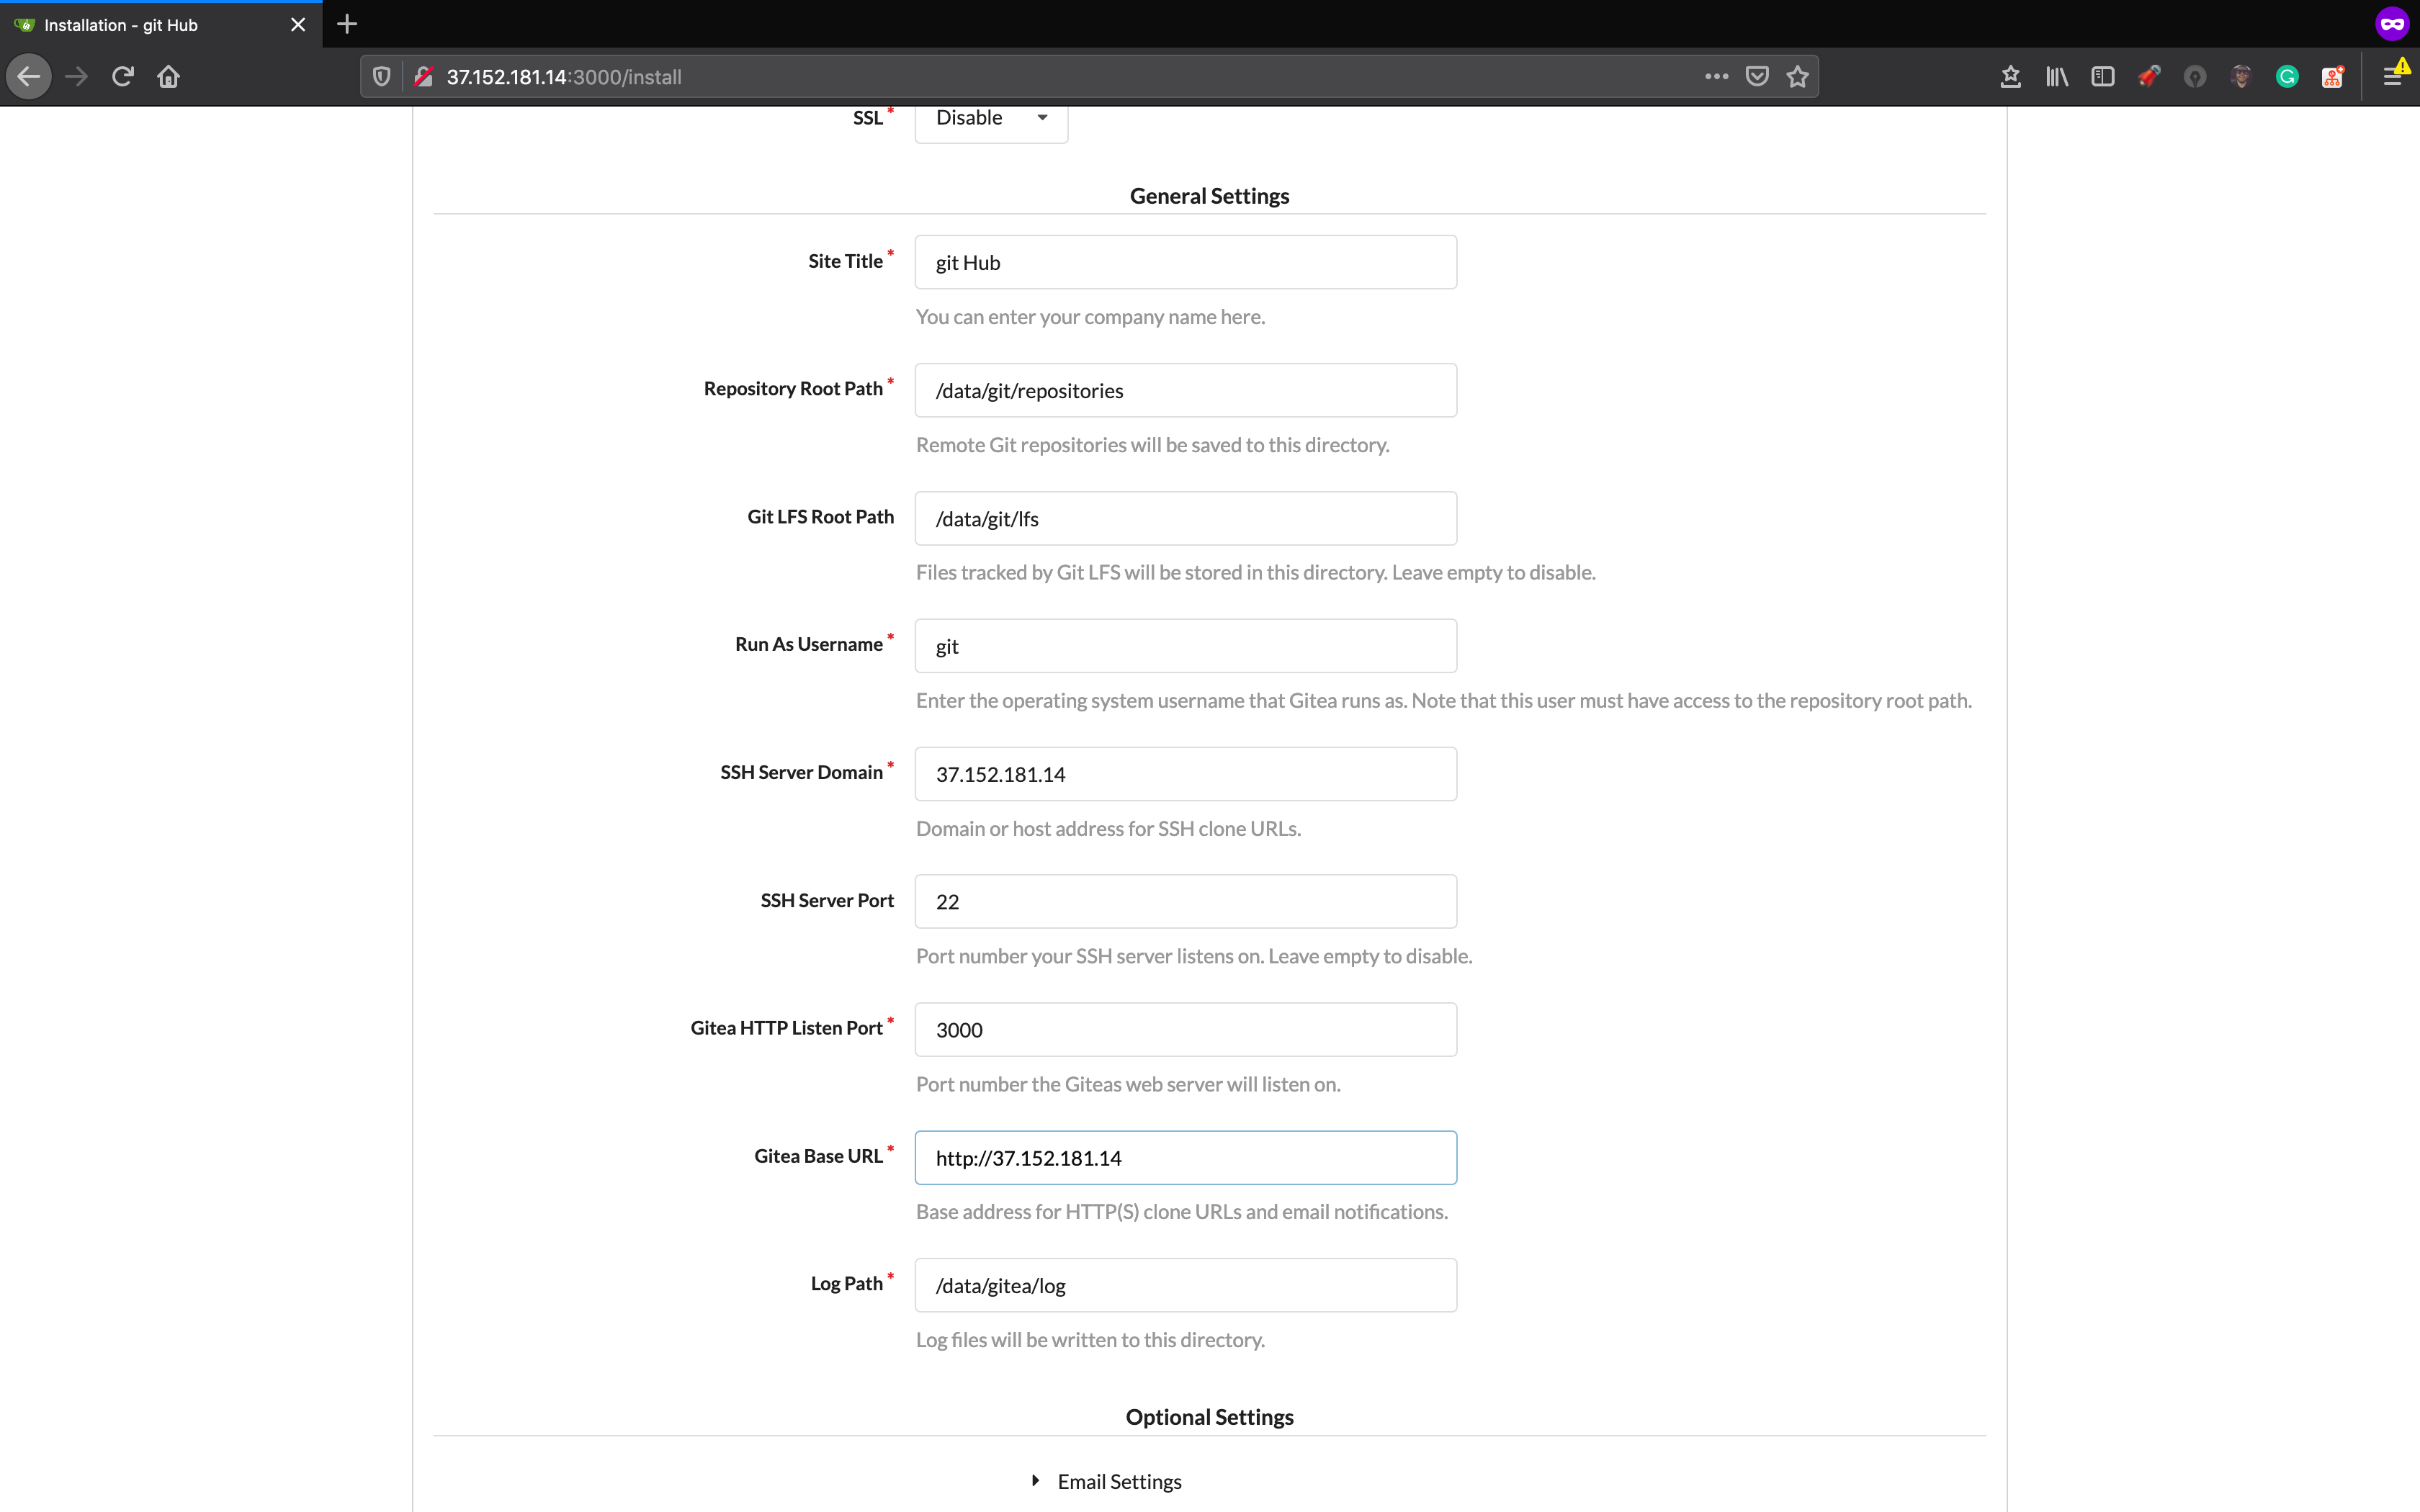 Installation - git Hub
37.152.181.14:3000/install
SSL *
Disable
General Settings
Site Title *
git Hub
You can enter your company name here.
Repository Root Path *
/data/git/repositories
Remote Git repositories will be saved to this directory.
Git LFS Root Path
/data/git/lfs
Files tracked by Git LFS will be stored in this directory. Leave empty to disable.
Run As Username *
git
Enter the operating system username that Gitea runs as. Note that this user must have access to the repository root path.
SSH Server Domain *
37.152.181.14
Domain or host address for SSH clone URLs.
SSH Server Port
22
Port number your SSH server listens on. Leave empty to disable.
Gitea HTTP Listen Port *
3000
Port number the Giteas web server will listen on.
Gitea Base URL *
http://37.152.181.14
Base address for HTTP(S) clone URLs and email notifications.
Log Path *
/data/gitea/log
Log files will be written to this directory.
Optional Settings
Email Settings